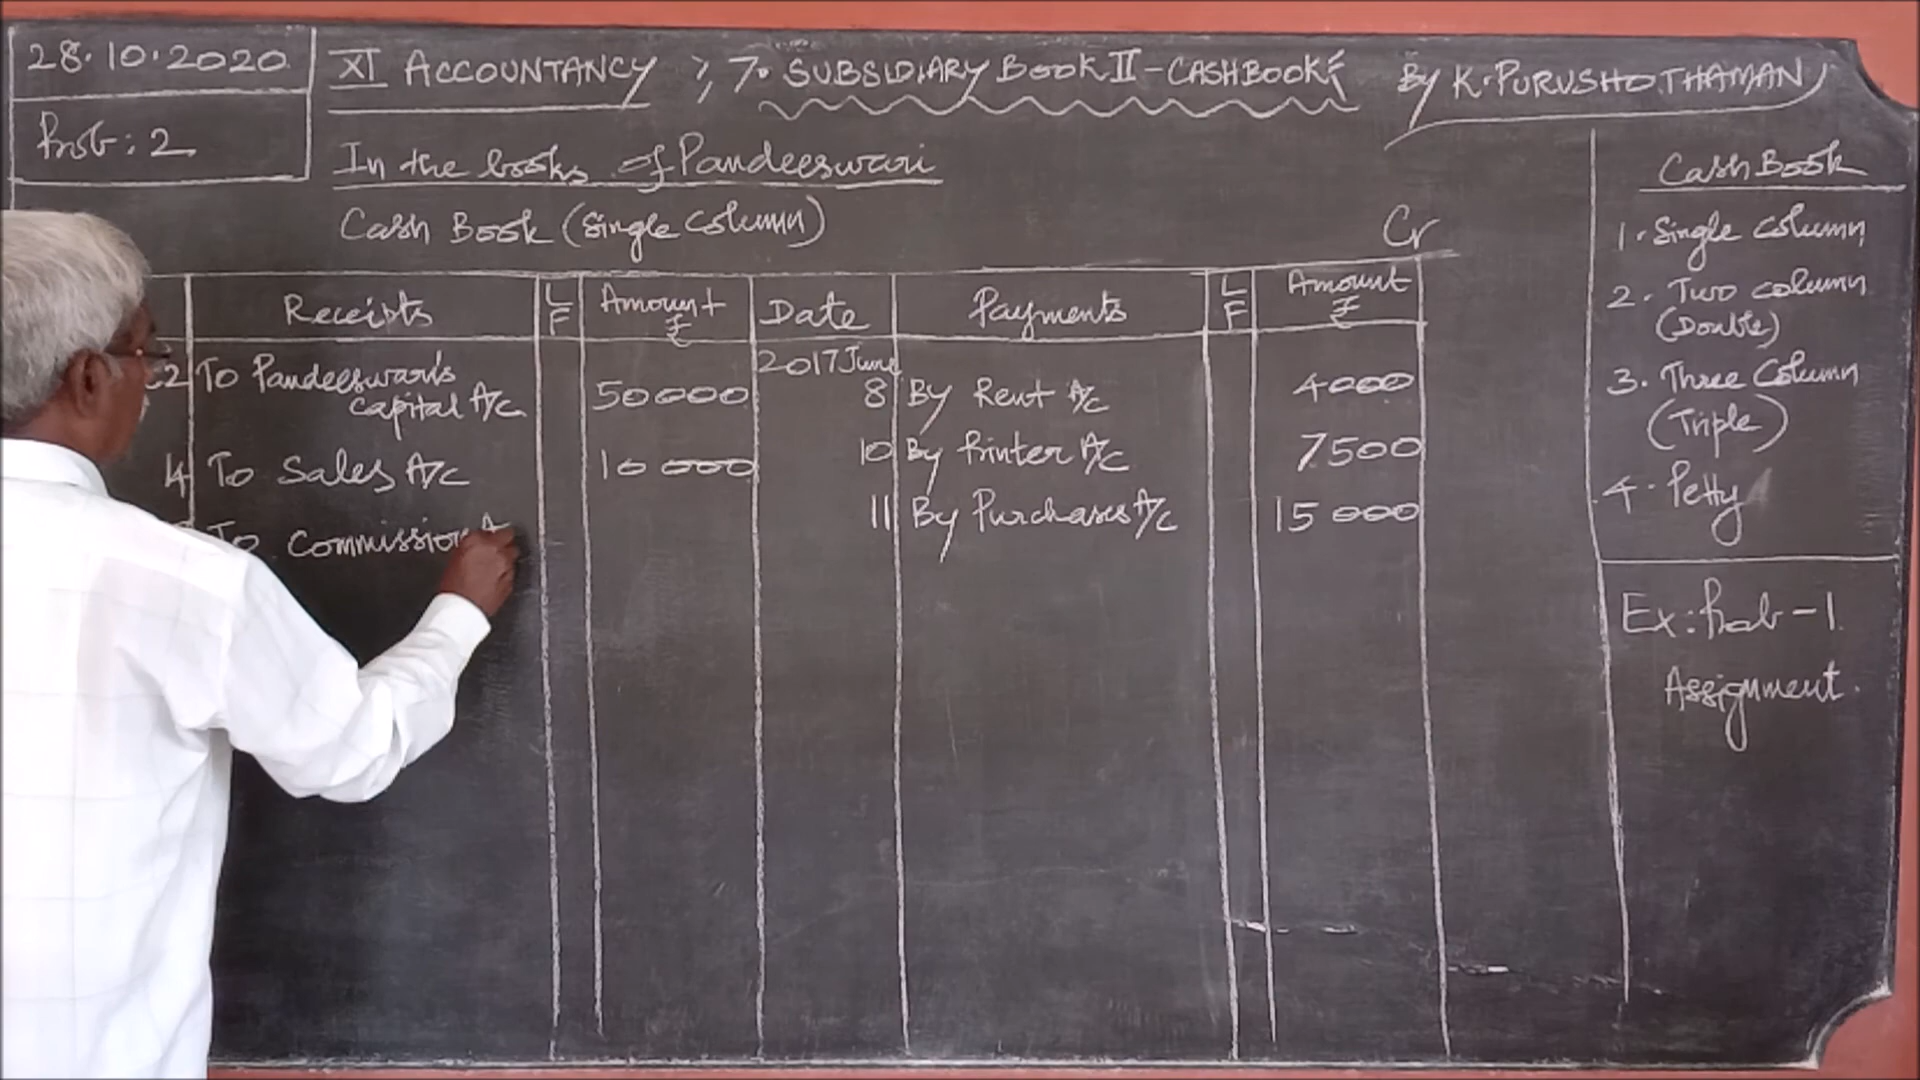 28.10.2020
Prob: 2
XI ACCOUNTANCY ; 7. SUBSIDIARY BOOK II - CASHBOOK
By K. PURUSHOTHAMAN
In the books of Pandeeswari
Cash Book (Single Column)
Cr
Receipts
L F
Amount ₹
Date
Payments
L F
Amount ₹
2 To Pandeeswari's
capital A/c
50000
2017 June
8 By Rent A/c
4000
4 To Sales A/c
10000
10 By Printer A/c
7500
11 By Purchases A/c
15000
To Commission A
Cash Book
1. Single Column
2. Two column
(Double)
3. Three Column
(Triple)
4. Petty
Ex: Prob - 1
Assignment.